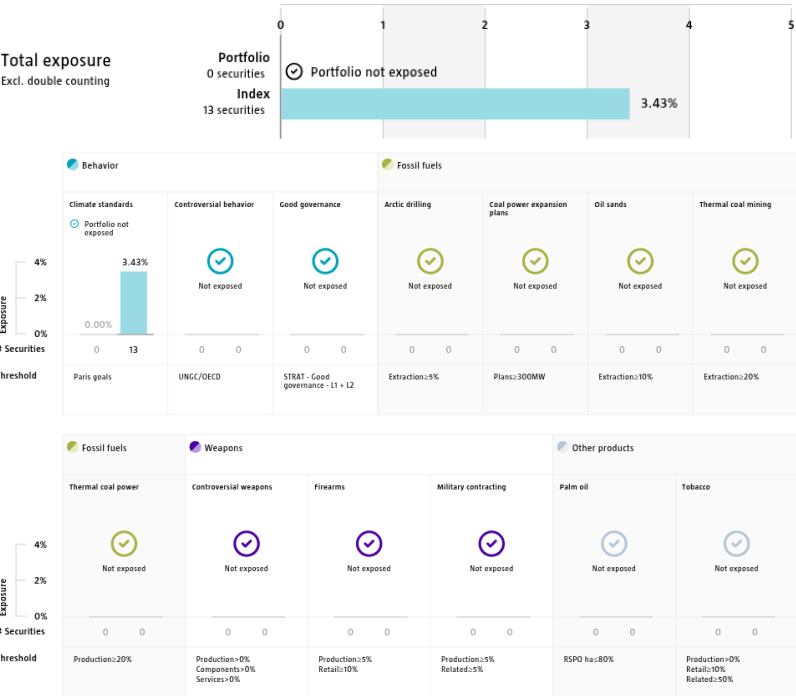 0 1 2 3 4 5
Total exposure
Excl. double counting
Portfolio
0 securities
Portfolio not exposed
Index
13 securities
3.43%
Behavior
Fossil fuels
Climate standards
Controversial behavior
Good governance
Arctic drilling
Coal power expansion
plans
Oil sands
Thermal coal mining
Portfolio not
exposed
4%
2%
0%
Exposure
3.43%
0.00%
Not exposed
Not exposed
Not exposed
Not exposed
Not exposed
Not exposed
# Securities
0 13
0 0
0 0
0 0
0 0
0 0
0 0
hreshold
Paris goals
UNGC/OECD
STRAT - Good
governance - L1 + L2
Extraction≥5%
Plans≥300MW
Extraction≥10%
Extraction≥20%
Fossil fuels
Weapons
Other products
Thermal coal power
Controversial weapons
Firearms
Military contracting
Palm oil
Tobacco
4%
2%
0%
Exposure
Not exposed
Not exposed
Not exposed
Not exposed
Not exposed
Not exposed
# Securities
0 0
0 0
0 0
0 0
0 0
0 0
hreshold
Production≥20%
Production>0%
Components>0%
Services>0%
Production≥5%
Retail≥10%
Production≥5%
Related≥5%
RSPO ha≤80%
Production>0%
Retail≥10%
Related≥50%